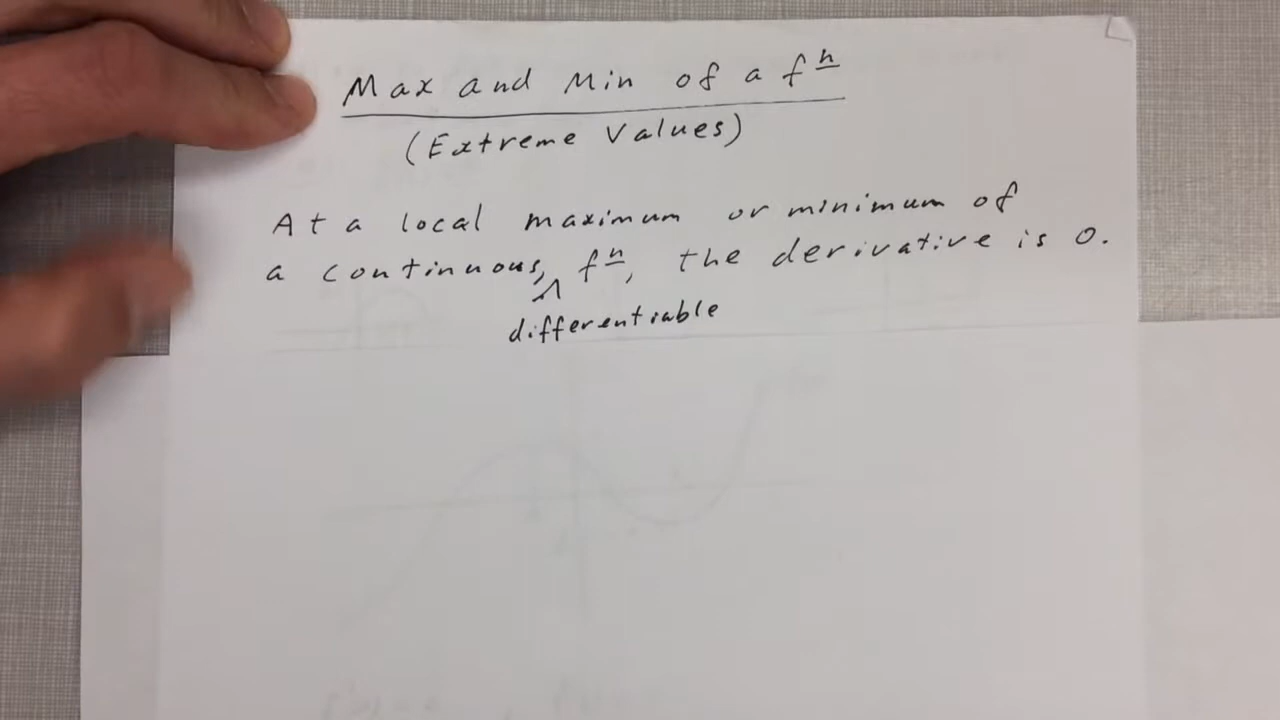 Max and Min of a fⁿ
(Extreme Values)
At a local maximum or minimum of
a continuous, fⁿ, the derivative is 0.
differentiable